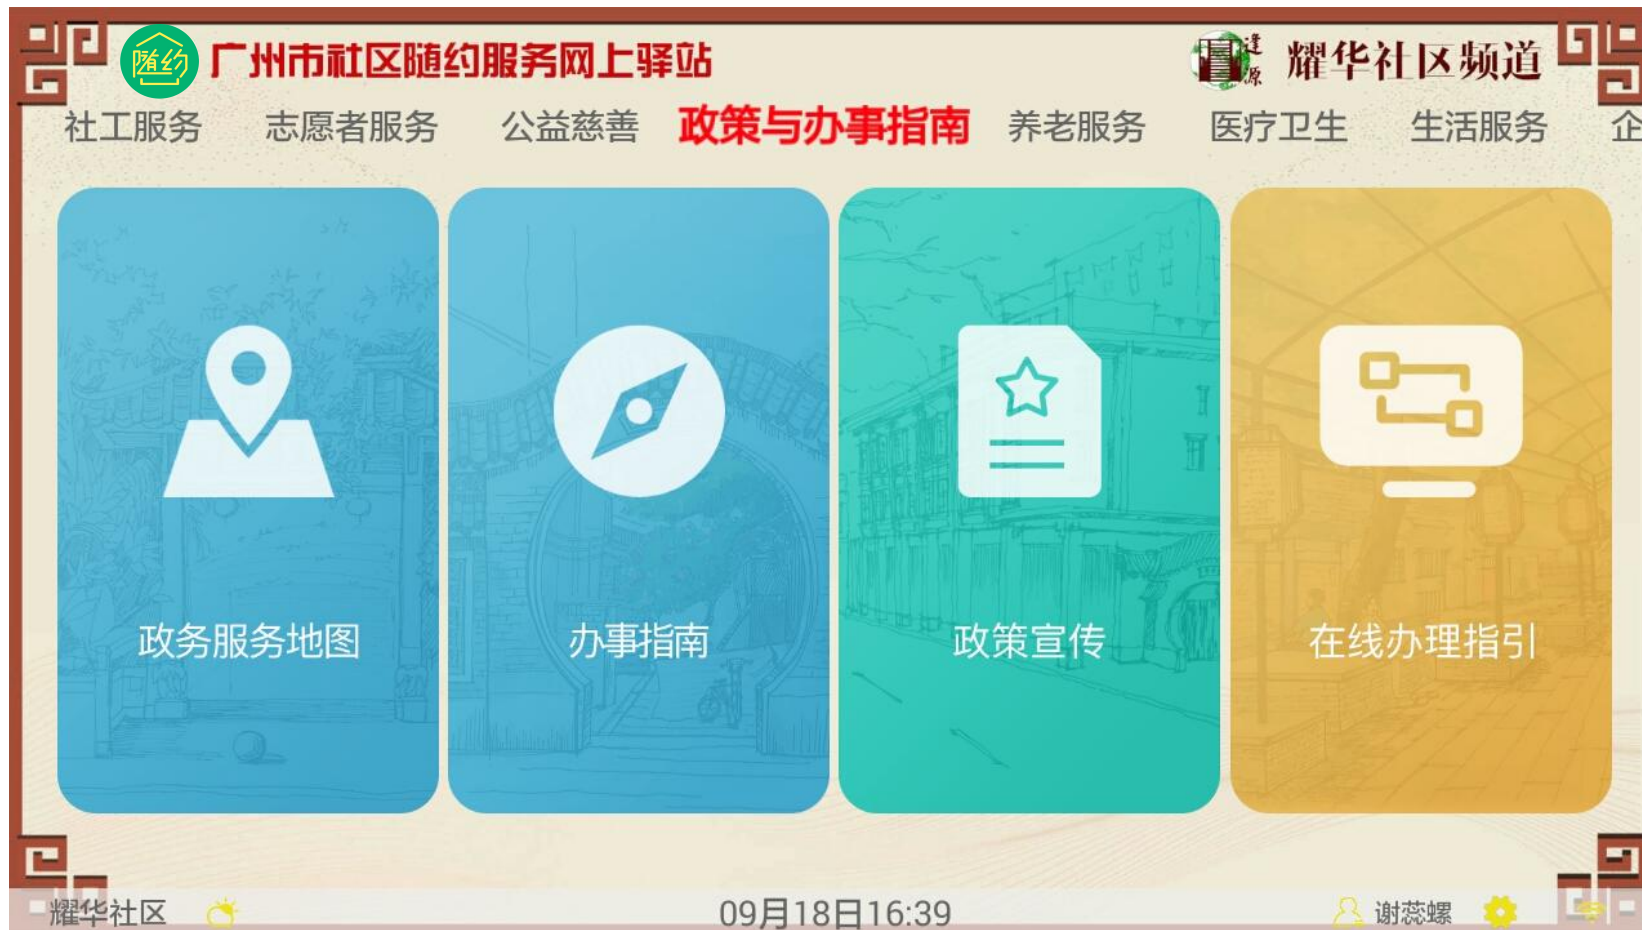 随约 广州市社区随约服务网上驿站 逢源 耀华社区频道
社工服务 志愿者服务 公益慈善 政策与办事指南 养老服务 医疗卫生 生活服务 企
政务服务地图 办事指南 政策宣传 在线办理指引
耀华社区 09月18日16:39 谢蕊螺